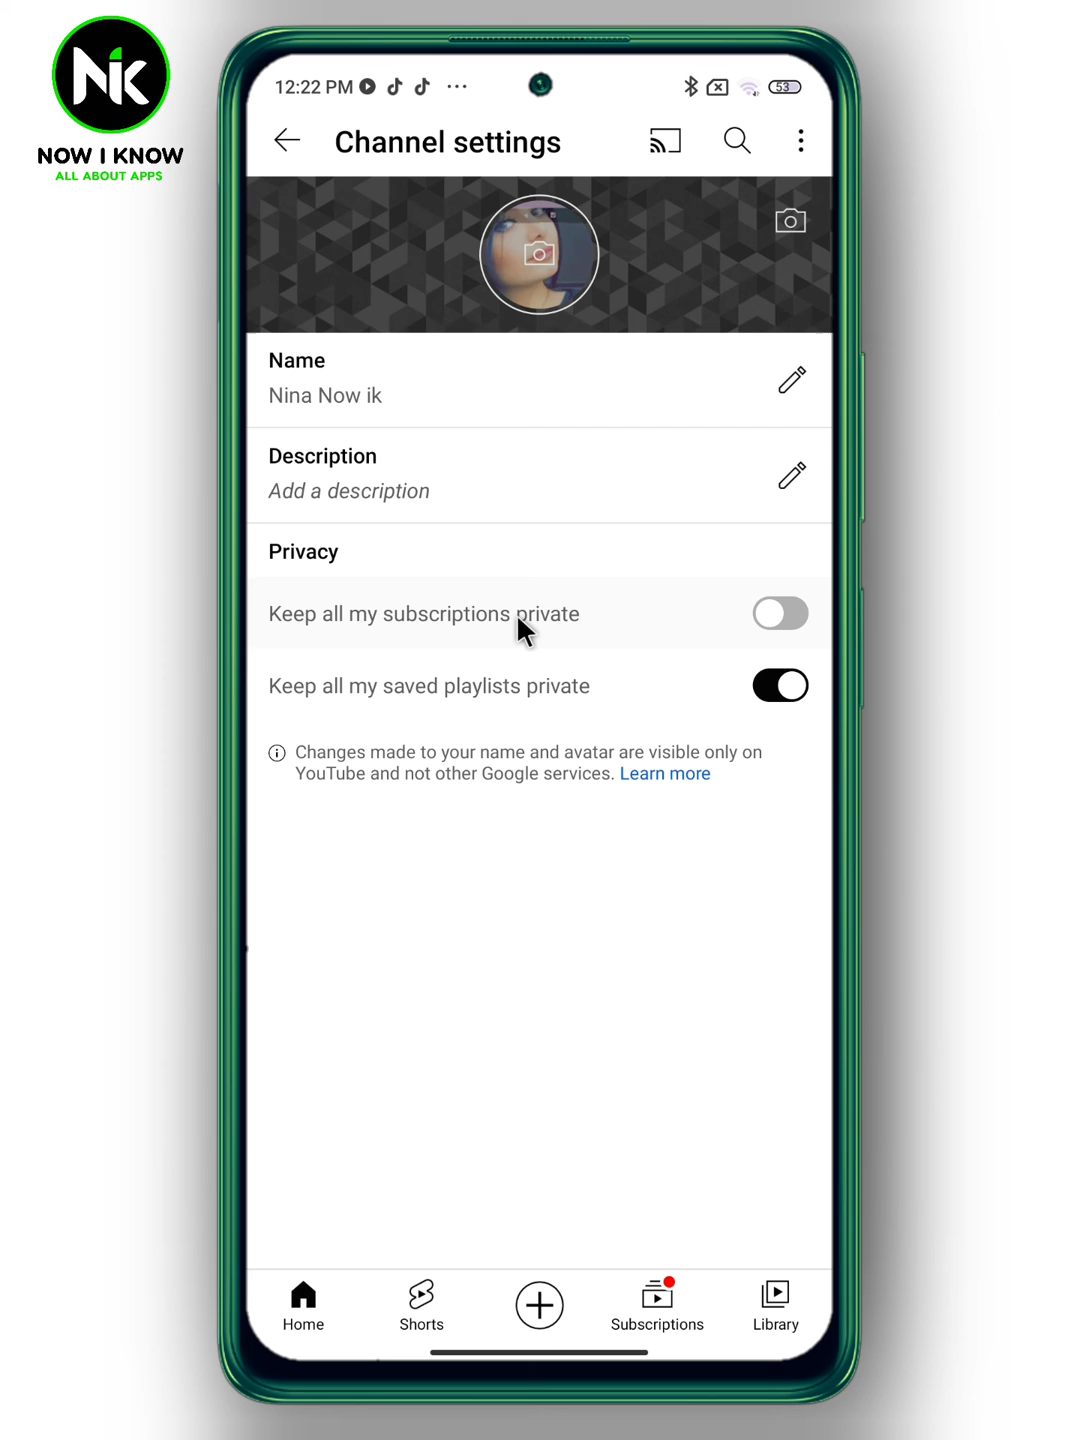 NiK
NOW I KNOW
ALL ABOUT APPS
12:22 PM
53
Channel settings
Name
Nina Now ik
Description
Add a description
Privacy
Keep all my subscriptions private
Keep all my saved playlists private
Changes made to your name and avatar are visible only on
YouTube and not other Google services. Learn more
Home
Shorts
Subscriptions
Library